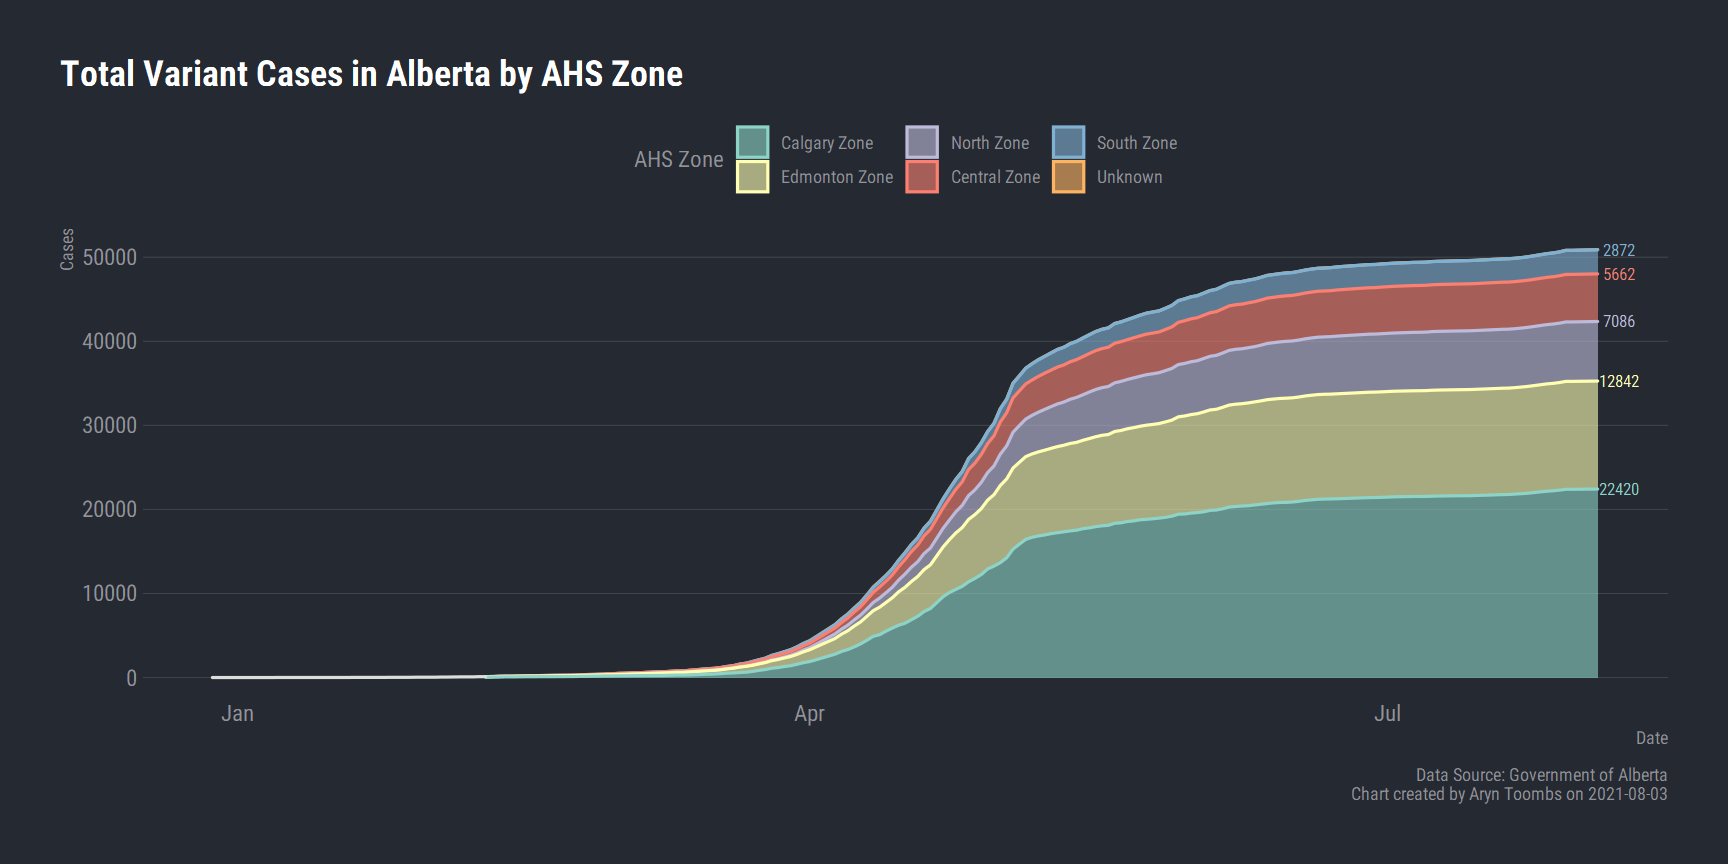 Total Variant Cases in Alberta by AHS Zone
AHS Zone
Calgary Zone
North Zone
South Zone
Edmonton Zone
Central Zone
Unknown
Cases
50000
40000
30000
20000
10000
0
2872
5662
7086
12842
22420
Jan
Apr
Jul
Date
Data Source: Government of Alberta
Chart created by Aryn Toombs on 2021-08-03